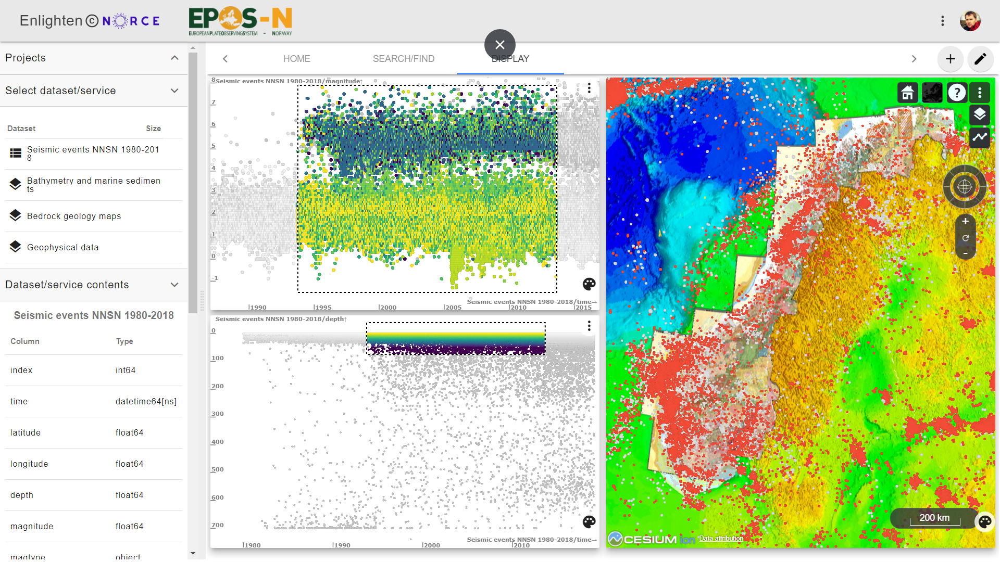 Enlighten © NORCE
EPOS-N
EUROPEANPLATEOBSERVINGSYSTEM - NORWAY
Projects
Select dataset/service
Dataset Size
Seismic events NNSN 1980-201
8
Bathymetry and marine sedimen
ts
Bedrock geology maps
Geophysical data
Dataset/service contents
Seismic events NNSN 1980-2018
Column Type
index int64
time datetime64[ns]
latitude float64
longitude float64
depth float64
magnitude float64
magtype object
HOME SEARCH/FIND DISPLAY
Seismic events NNSN 1980-2018/magnitude↑
8
7
6
5
4
3
2
1
0
-1
Seismic events NNSN 1980-2018/time→
1990 1995 2000 2005 2010 2015
Seismic events NNSN 1980-2018/depth↑
0
100
200
300
400
500
600
700
Seismic events NNSN 1980-2018/time→
1980 1990 2000 2010
?
+
-
200 km
CESIUM ion Data attribution